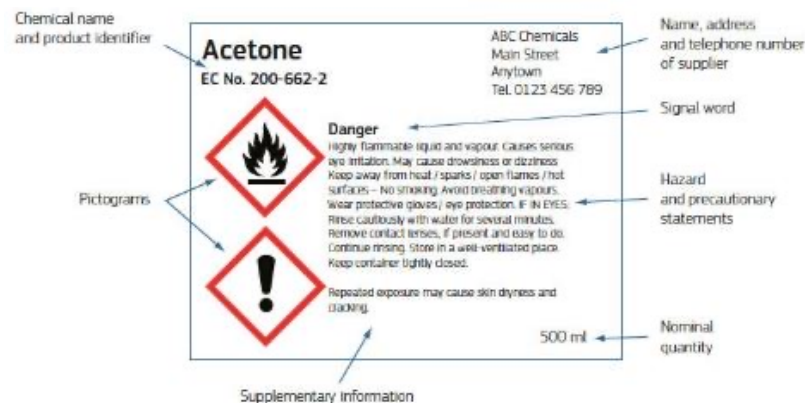 Chemical name
and product identifier
Acetone
EC No. 200-662-2
ABC Chemicals
Main Street
Anytown
Tel. 0123 456 789
Name, address
and telephone number
of supplier
Signal word
Danger
Highly flammable liquid and vapour. Causes serious
eye irritation. May cause drowsiness or dizziness
Keep away from heat / sparks / open flames / hot
surfaces – No smoking. Avoid breathing vapours.
Wear protective gloves / eye protection. IF IN EYES:
Rinse cautiously with water for several minutes.
Remove contact lenses, if present and easy to do.
Continue rinsing. Store in a well-ventilated place.
Keep container tightly closed.
Pictograms
Hazard
and precautionary
statements
Repeated exposure may cause skin dryness and
cracking.
500 ml
Nominal
quantity
Supplementary information